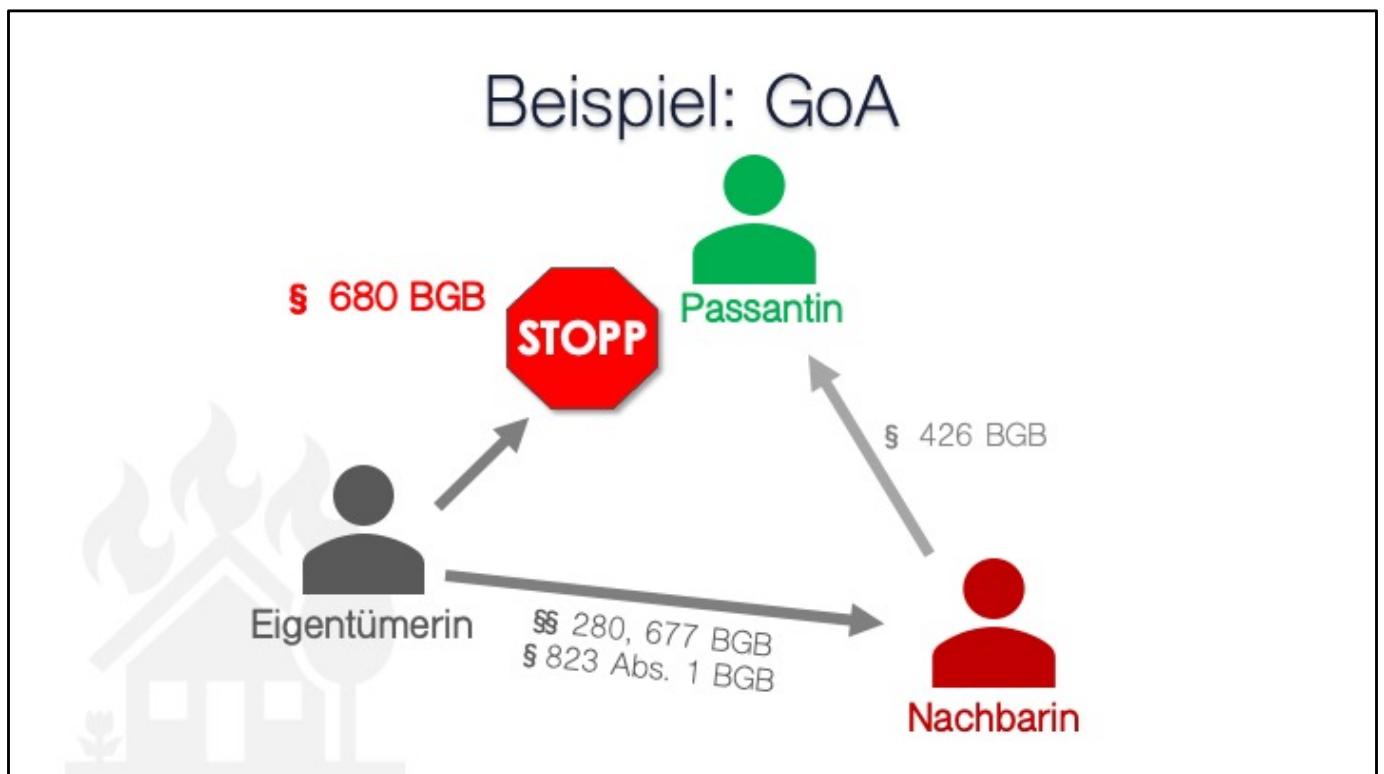 Beispiel: GoA
§ 680 BGB
STOPP
Passantin
§ 426 BGB
Eigentümerin
§§ 280, 677 BGB
§ 823 Abs. 1 BGB
Nachbarin